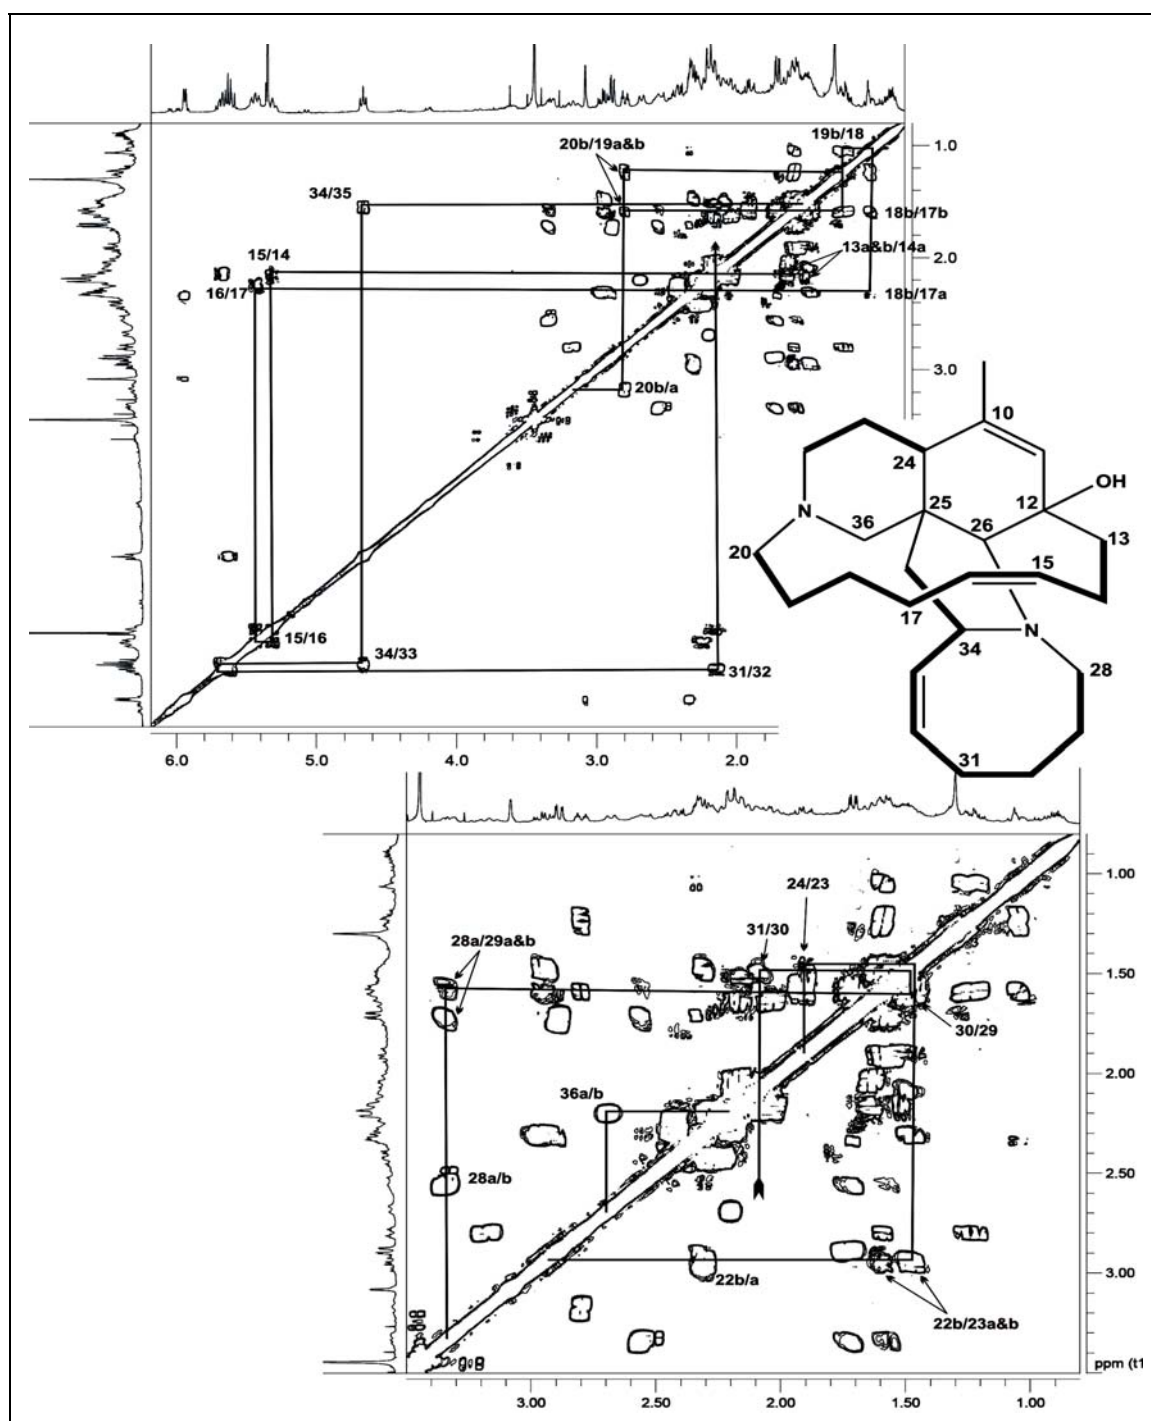 19b/18
20b/19a&b
1.0
34/35
18b/17b
15/14
13a&b/14a
2.0
16/17
18b/17a
3.0
20b/a
10
24
OH
12
25
N
36
26
13
20
15
17
N
34
28
15/16
34/33
31/32
31
6.0 5.0 4.0 3.0 2.0
1.00
24/23
31/30
28a/29a&b
1.50
30/29
2.00
36a/b
28a/b
2.50
22b/a
3.00
22b/23a&b
ppm (t1
3.00 2.50 2.00 1.50 1.00